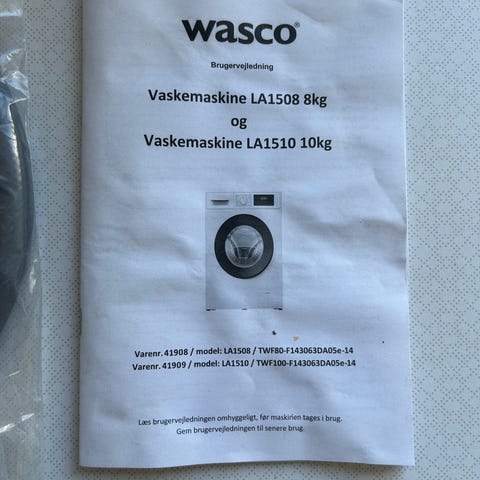 wasco®
Brugervejledning
Vaskemaskine LA1508 8kg
og
Vaskemaskine LA1510 10kg
Varenr. 41908 / model: LA1508 / TWF80-F143063DA05e-14
Varenr. 41909 / model: LA1510 / TWF100-F143063DA05e-14
Læs brugervejledningen omhyggeligt, før maskinen tages i brug.
Gem brugervejledningen til senere brug.